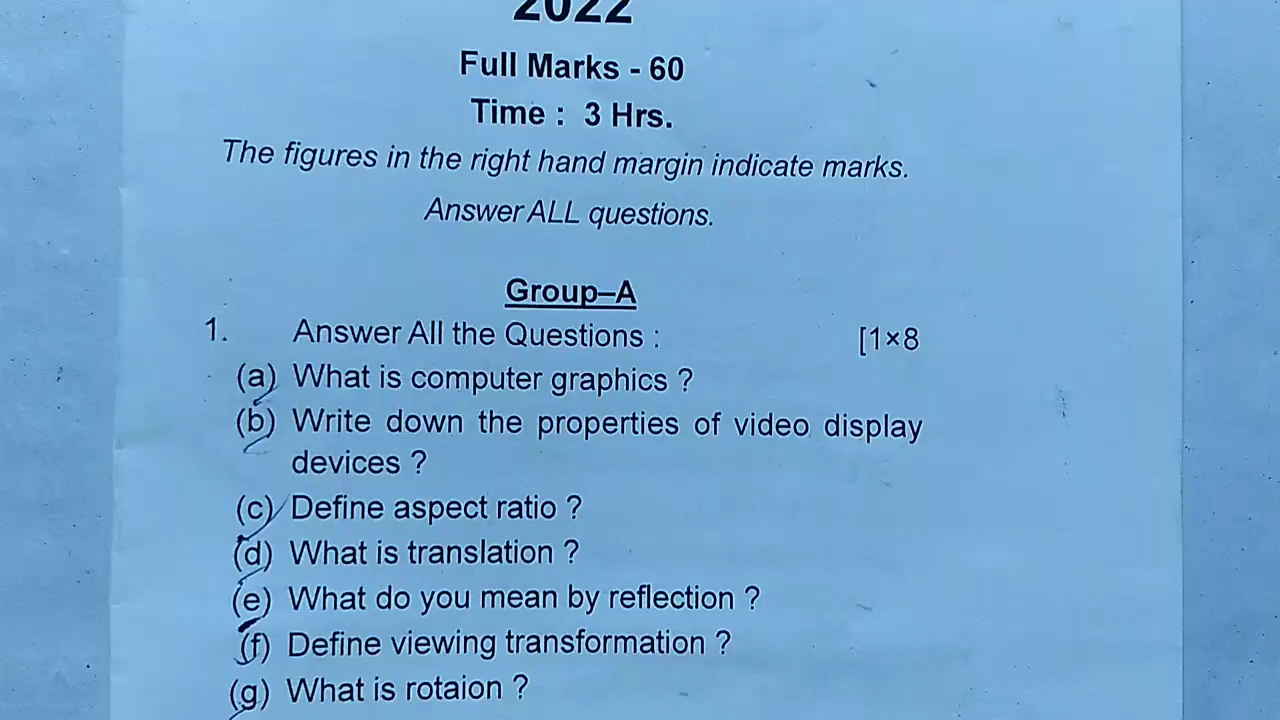 2022
Full Marks - 60
Time : 3 Hrs.
The figures in the right hand margin indicate marks.
Answer ALL questions.
Group–A
1. Answer All the Questions : [1×8
(a) What is computer graphics ?
(b) Write down the properties of video display
devices ?
(c) Define aspect ratio ?
(d) What is translation ?
(e) What do you mean by reflection ?
(f) Define viewing transformation ?
(g) What is rotaion ?